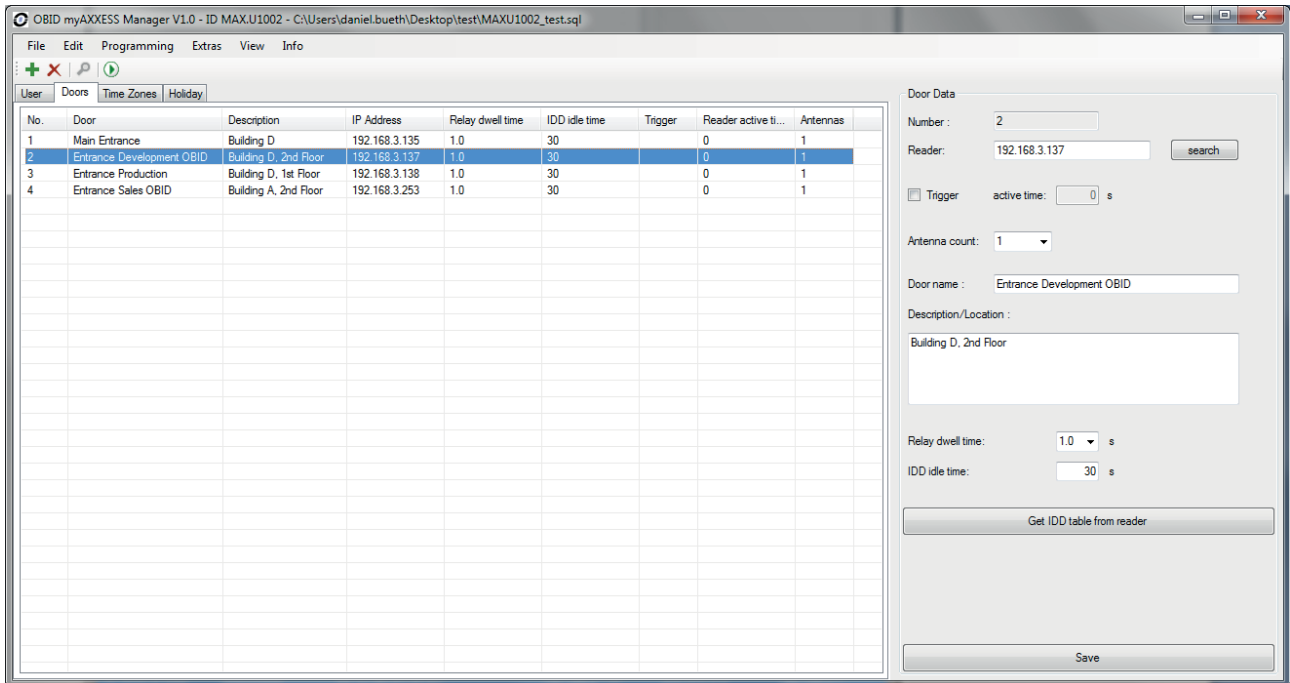 OBID myAXXESS Manager V1.0 - ID MAX.U1002 - C:\Users\daniel.bueth\Desktop\test\MAXU1002_test.sql
File Edit Programming Extras View Info
User Doors Time Zones Holiday
No. Door Description IP Address Relay dwell time IDD idle time Trigger Reader active ti... Antennas
1 Main Entrance Building D 192.168.3.135 1.0 30 0 1
2 Entrance Development OBID Building D, 2nd Floor 192.168.3.137 1.0 30 0 1
3 Entrance Production Building D, 1st Floor 192.168.3.138 1.0 30 0 1
4 Entrance Sales OBID Building A, 2nd Floor 192.168.3.253 1.0 30 0 1
Door Data
Number : 2
Reader: 192.168.3.137 search
Trigger active time: 0 s
Antenna count: 1
Door name : Entrance Development OBID
Description/Location :
Building D, 2nd Floor
Relay dwell time: 1.0 s
IDD idle time: 30 s
Get IDD table from reader
Save